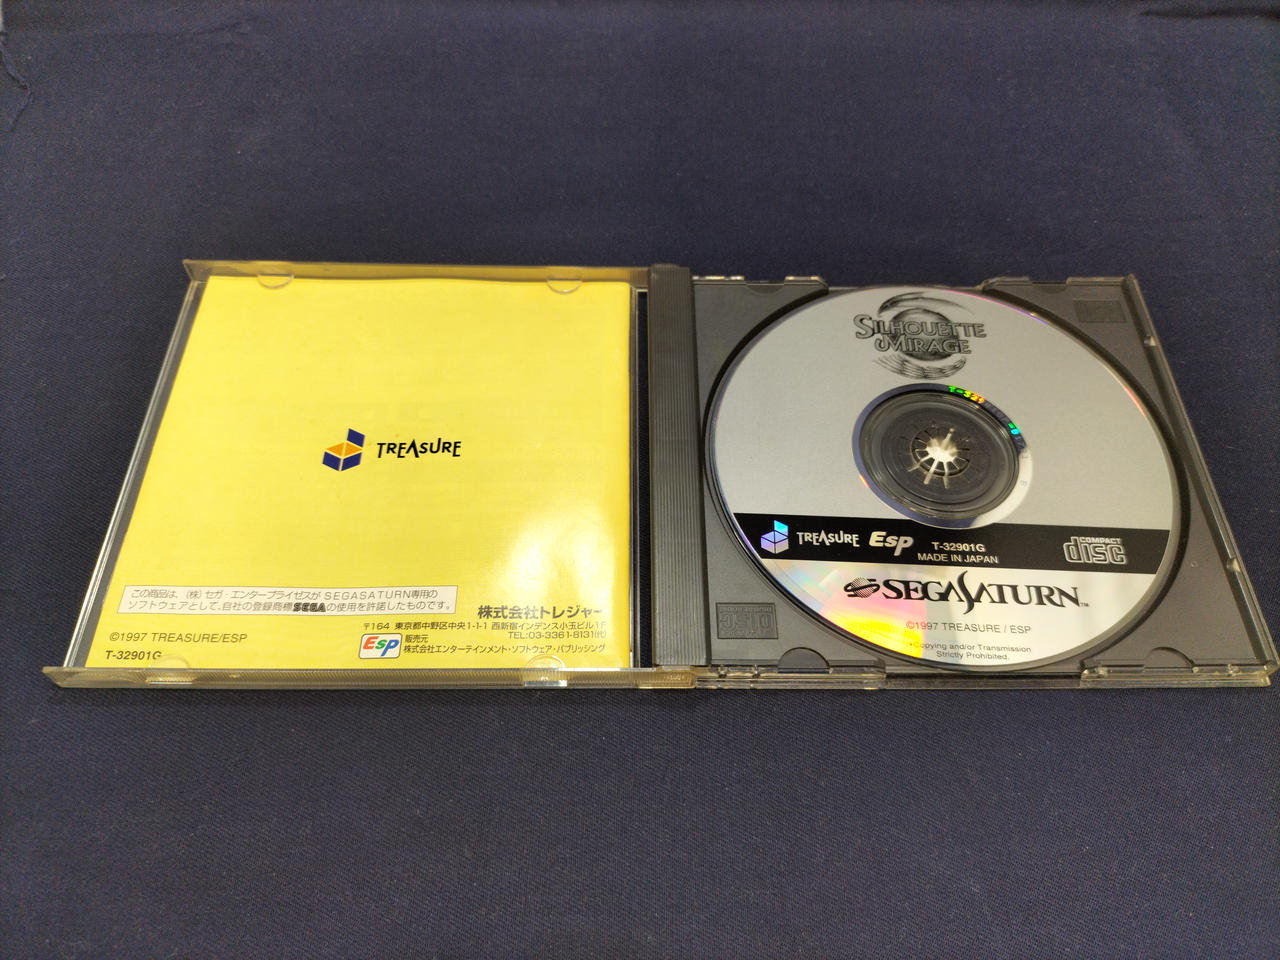 TREASURE
この商品は、(株)セガ・エンタープライゼスがSEGASATURN専用の
ソフトウェアとして、自社の登録商標SEGAの使用を許諾したものです。
©1997 TREASURE/ESP
T-32901G
株式会社トレジャー
〒164 東京都中野区中央1-1-1 西新宿インデンス小玉ビル1F
TEL:03-3361-8131(代)
Esp 販売元
株式会社エンターテインメント・ソフトウェア・パブリッシング
SILHOUETTE
MIRAGE
TREASURE Esp T-32901G
MADE IN JAPAN
COMPACT
disc
SEGASATURN™
©1997 TREASURE / ESP
Copying and/or Transmission
Strictly Prohibited.